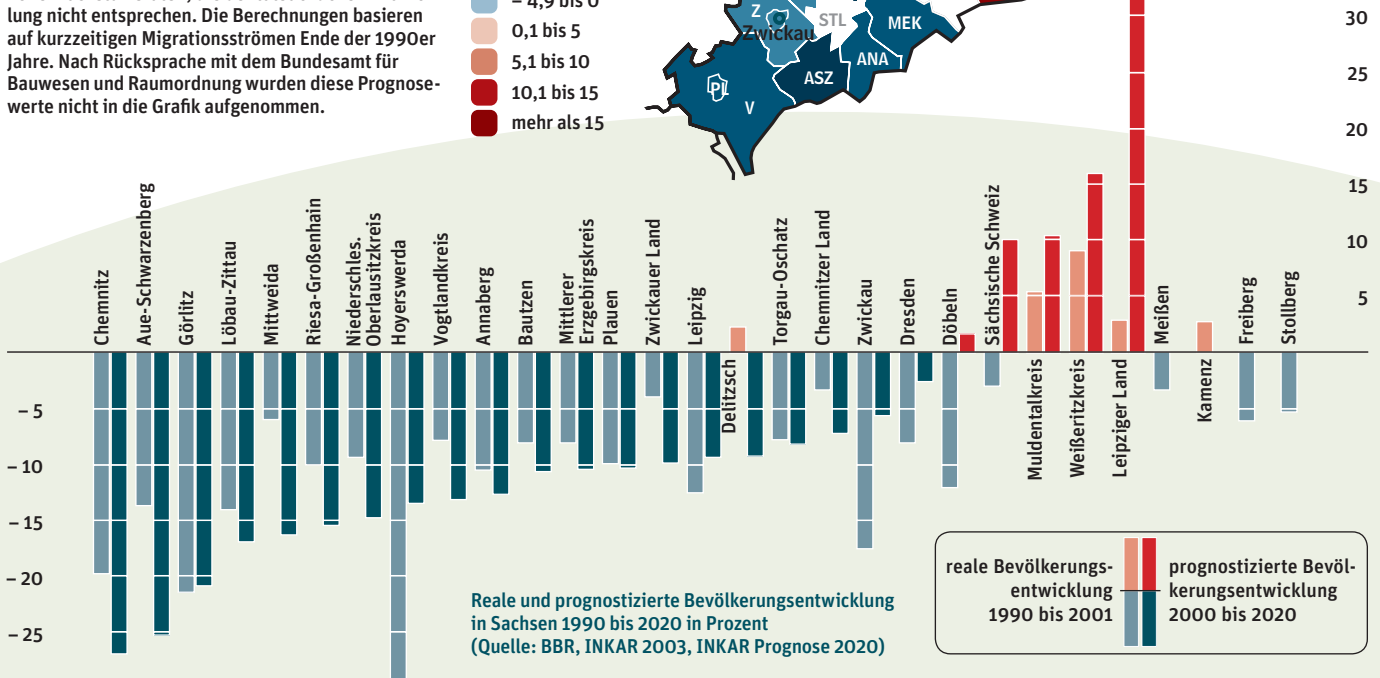 lung nicht entsprechen. Die Berechnungen basieren
auf kurzzeitigen Migrationsströmen Ende der 1990er
Jahre. Nach Rücksprache mit dem Bundesamt für
Bauwesen und Raumordnung wurden diese Prognose-
werte nicht in die Grafik aufgenommen.
– 4,9 bis 0
0,1 bis 5
5,1 bis 10
10,1 bis 15
mehr als 15
Z
Zwickau
STL
MEK
ANA
ASZ
PL
V
30
25
20
15
10
5
Chemnitz
Aue-Schwarzenberg
Görlitz
Löbau-Zittau
Mittweida
Riesa-Großenhain
Niederschles.
Oberlausitzkreis
Hoyerswerda
Vogtlandkreis
Annaberg
Bautzen
Mittlerer
Erzgebirgskreis
Plauen
Zwickauer Land
Leipzig
Delitzsch
Torgau-Oschatz
Chemnitzer Land
Zwickau
Dresden
Döbeln
Sächsische Schweiz
Muldentalkreis
Weißeritzkreis
Leipziger Land
Meißen
Kamenz
Freiberg
Stollberg
– 5
– 10
– 15
– 20
– 25
Reale und prognostizierte Bevölkerungsentwicklung
in Sachsen 1990 bis 2020 in Prozent
(Quelle: BBR, INKAR 2003, INKAR Prognose 2020)
reale Bevölkerungs-
entwicklung
1990 bis 2001
prognostizierte Bevöl-
kerungsentwicklung
2000 bis 2020